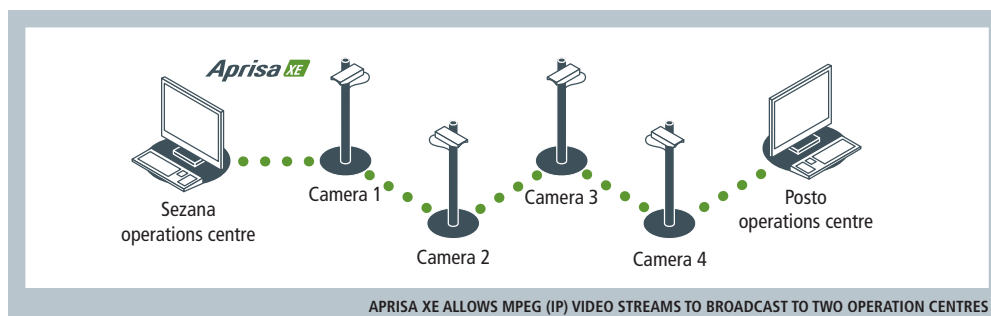 Aprisa XE
Camera 1
Camera 3
Sezana
operations centre
Posto
operations centre
Camera 2
Camera 4
APRISA XE ALLOWS MPEG (IP) VIDEO STREAMS TO BROADCAST TO TWO OPERATION CENTRES